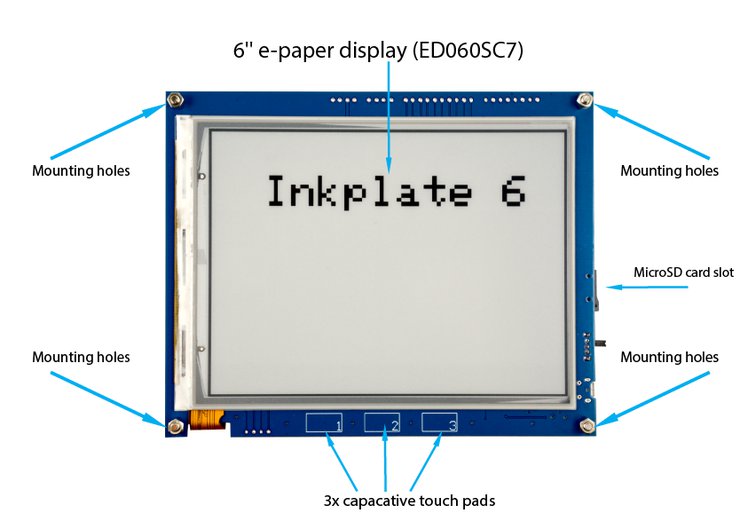 6" e-paper display (ED060SC7)
Mounting holes
Mounting holes
Inkplate 6
MicroSD card slot
Mounting holes
Mounting holes
1
2
3
3x capacative touch pads